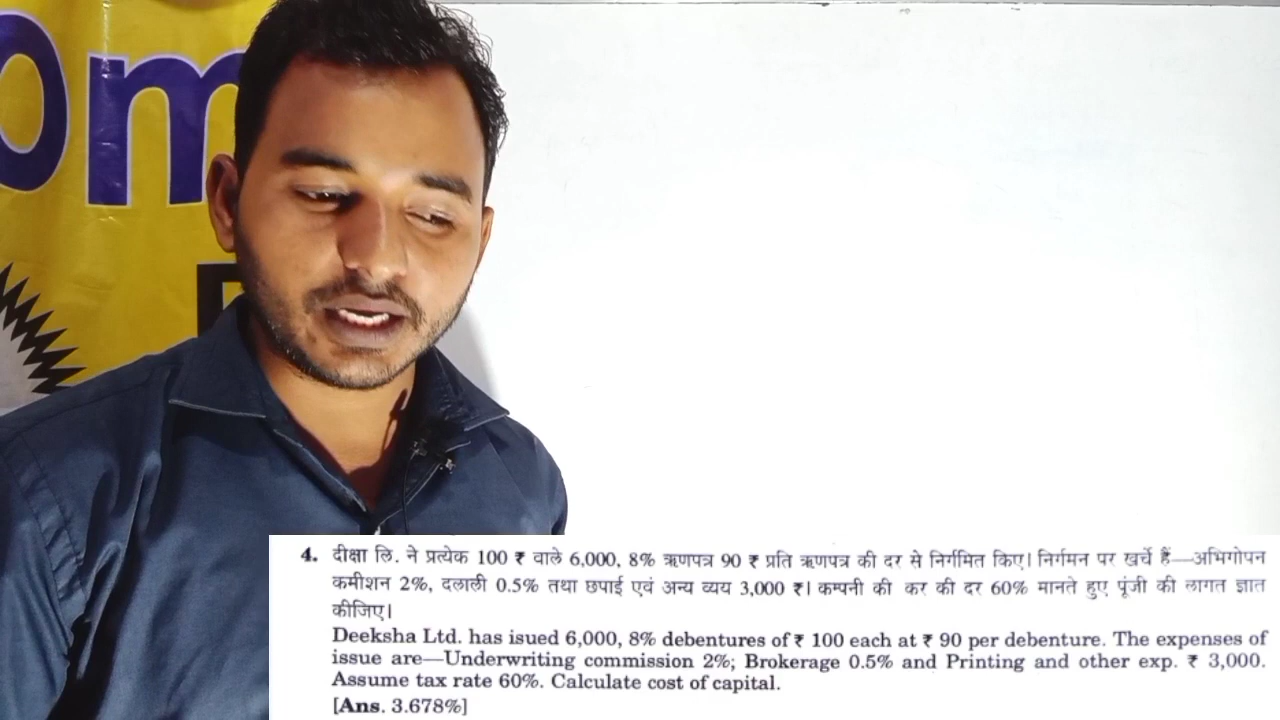 om
4. दीक्षा लि. ने प्रत्येक 100 ₹ वाले 6,000, 8% ऋणपत्र 90 ₹ प्रति ऋणपत्र की दर से निर्गमित किए। निर्गमन पर खर्चे हैं—अभिगोपन
कमीशन 2%, दलाली 0.5% तथा छपाई एवं अन्य व्यय 3,000 ₹। कम्पनी की कर की दर 60% मानते हुए पूंजी की लागत ज्ञात
कीजिए।
Deeksha Ltd. has isued 6,000, 8% debentures of ₹ 100 each at ₹ 90 per debenture. The expenses of
issue are—Underwriting commission 2%; Brokerage 0.5% and Printing and other exp. ₹ 3,000.
Assume tax rate 60%. Calculate cost of capital.
[Ans. 3.678%]